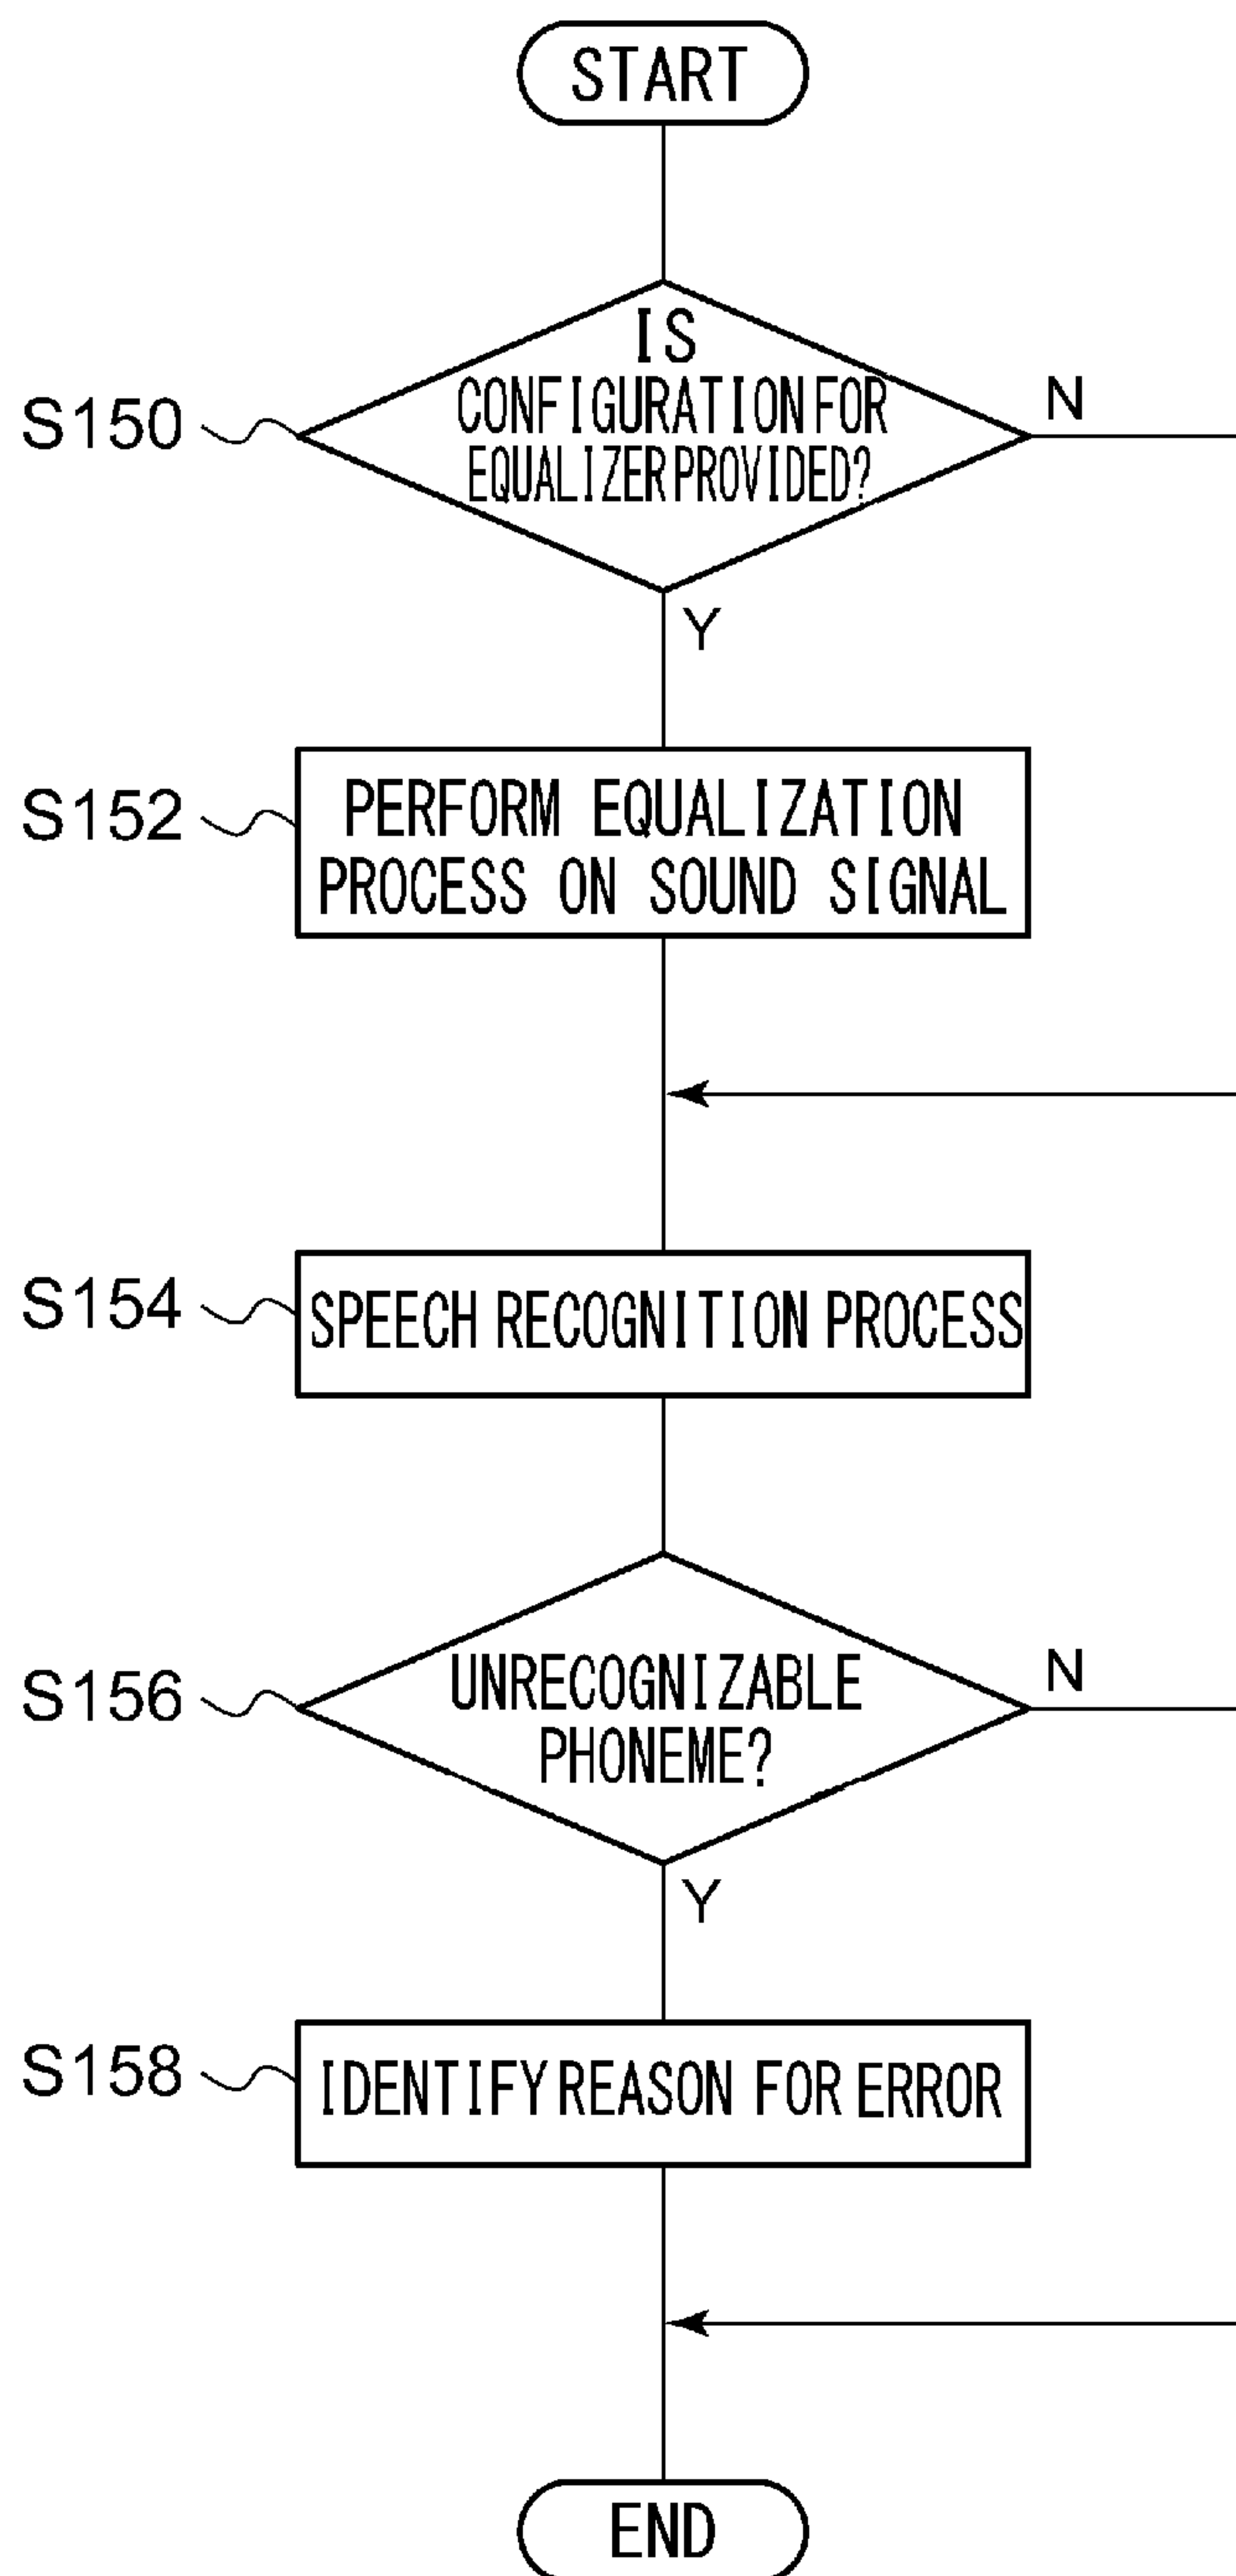 START
IS
CONFIGURATION FOR
EQUALIZER PROVIDED?
S150
N
Y
S152
PERFORM EQUALIZATION
PROCESS ON SOUND SIGNAL
S154
SPEECH RECOGNITION PROCESS
S156
UNRECOGNIZABLE
PHONEME?
N
Y
S158
IDENTIFY REASON FOR ERROR
END